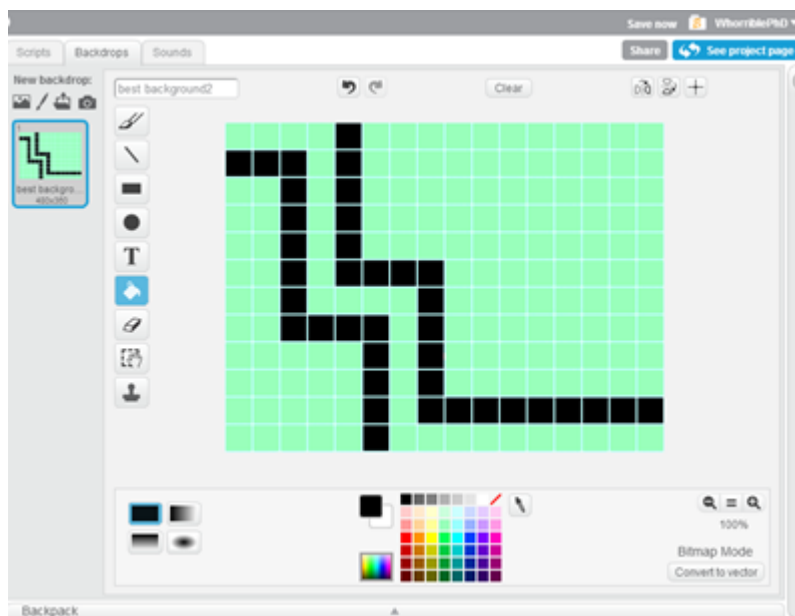 Save now WhorriblePhD
Scripts Backdrops Sounds Share See project page
New backdrop:
best background2 Clear
1
best backgro...
480x360
T
100%
Bitmap Mode
Convert to vector
Backpack